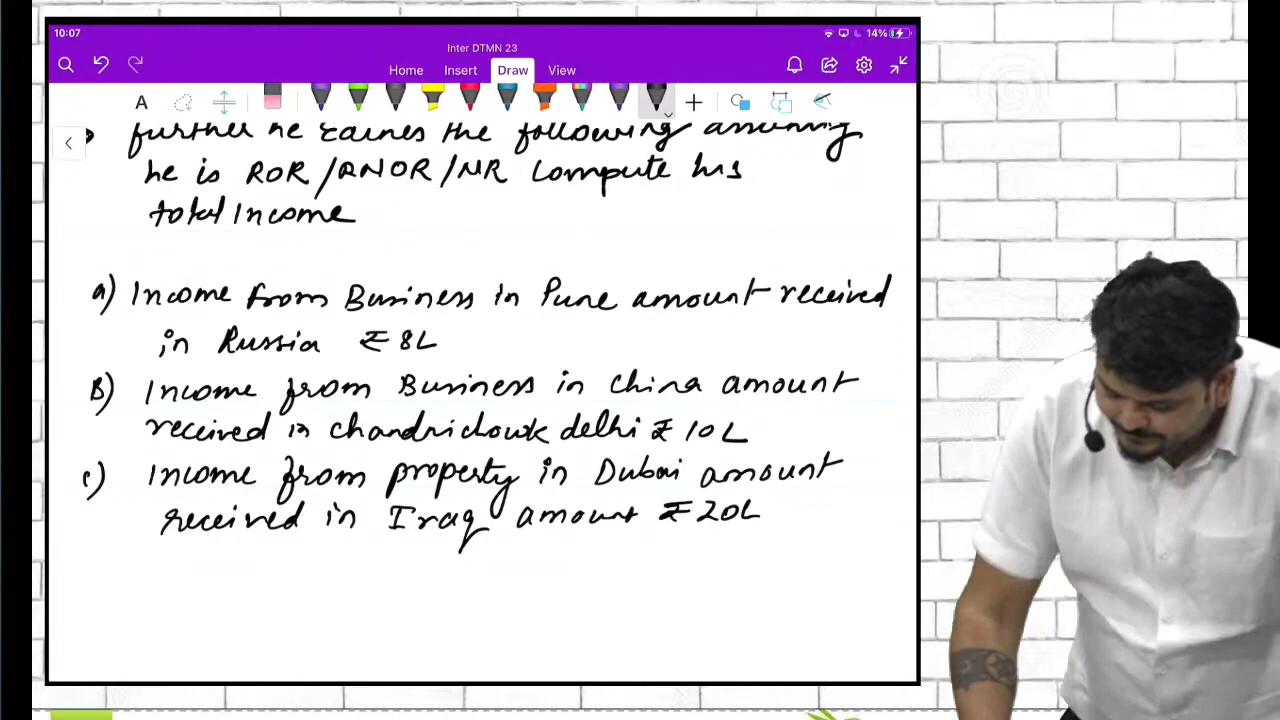 10:07
14%
Inter DTMN 23
Home Insert Draw View
A
further he earnes the following assuming
he is ROR/RNOR/NR Compute his
total Income
a) Income from Business in Pune amount received
in Russia ₹ 8L
B) Income from Business in China amount
received in chandnichowk delhi ₹ 10L
c) Income from property in Dubai amount
received in Iraq amount ₹ 20L